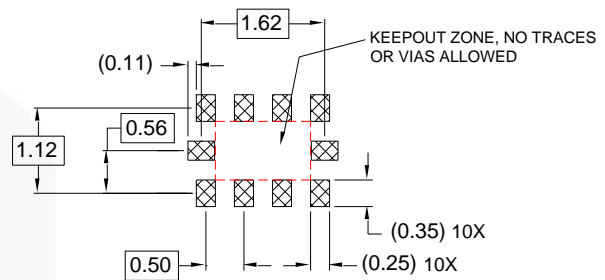 1.62
KEEPOUT ZONE, NO TRACES
OR VIAS ALLOWED
(0.11)
0.56
1.12
(0.35) 10X
0.50
(0.25) 10X